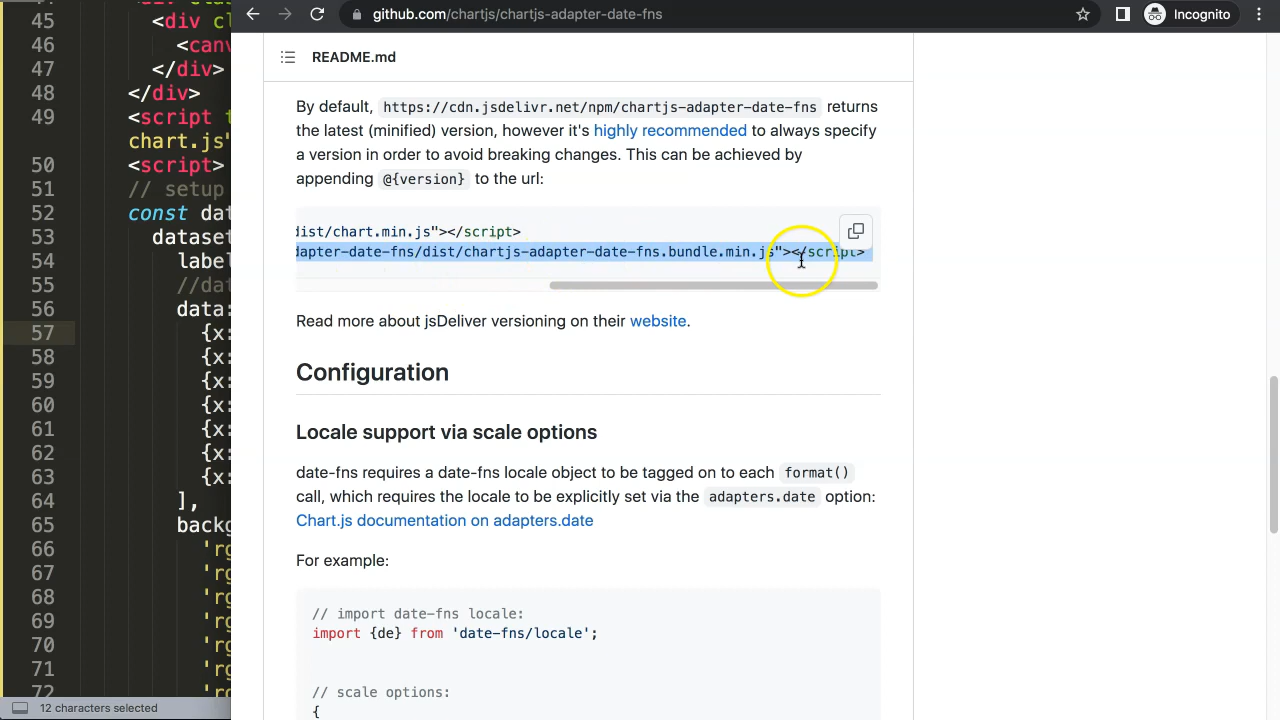 45
46
47
48
49
50
51
52
53
54
55
56
57
58
59
60
61
62
63
64
65
66
67
68
69
70
71
72
<div cl
<canv
</div>
</div>
<script t
chart.js"
<script>
// setup
const dat
dataset
label
//dat
data:
{x:
{x:
{x:
{x:
{x:
{x:
{x:
],
backg
'rg
'rg
'rg
'rg
'rg
'rg
'rg
12 characters selected
github.com/chartjs/chartjs-adapter-date-fns
Incognito
README.md
By default, https://cdn.jsdelivr.net/npm/chartjs-adapter-date-fns returns
the latest (minified) version, however it's highly recommended to always specify
a version in order to avoid breaking changes. This can be achieved by
appending @{version} to the url:
dist/chart.min.js"></script>
dapter-date-fns/dist/chartjs-adapter-date-fns.bundle.min.js"></script>
Read more about jsDeliver versioning on their website.
Configuration
Locale support via scale options
date-fns requires a date-fns locale object to be tagged on to each format()
call, which requires the locale to be explicitly set via the adapters.date option:
Chart.js documentation on adapters.date
For example:
// import date-fns locale:
import {de} from 'date-fns/locale';
// scale options:
{